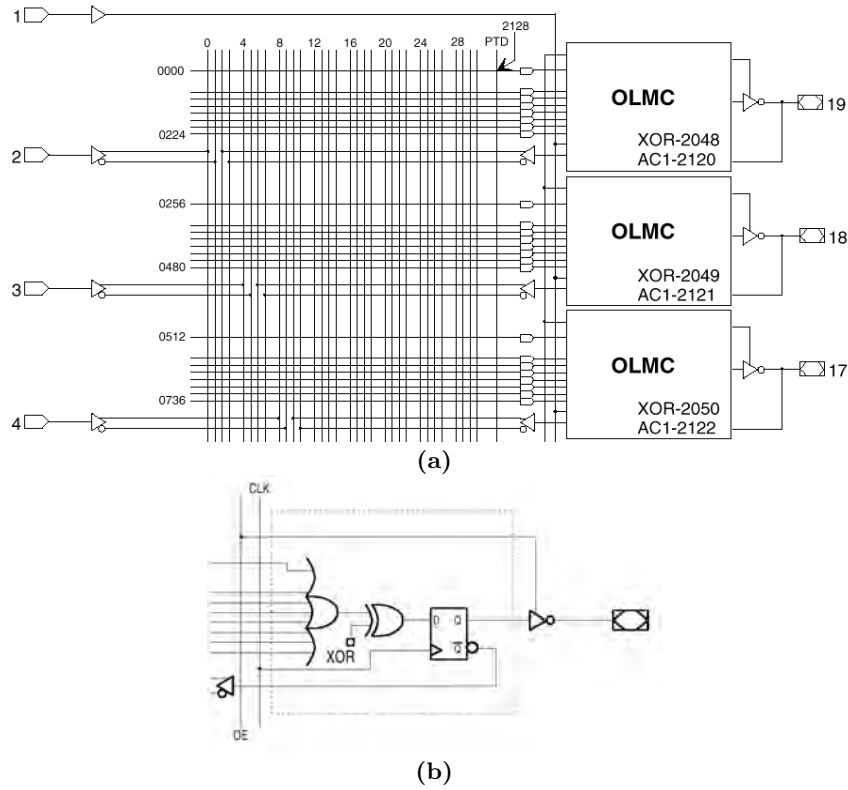 1
2128
0 4 8 12 16 20 24 28 PTD
0000
OLMC
19
0224
XOR-2048
2
AC1-2120
0256
OLMC
18
0480
XOR-2049
3
AC1-2121
0512
OLMC
17
0736
XOR-2050
4
AC1-2122
(a)
CLK
D Q
XOR
Q
OE
(b)